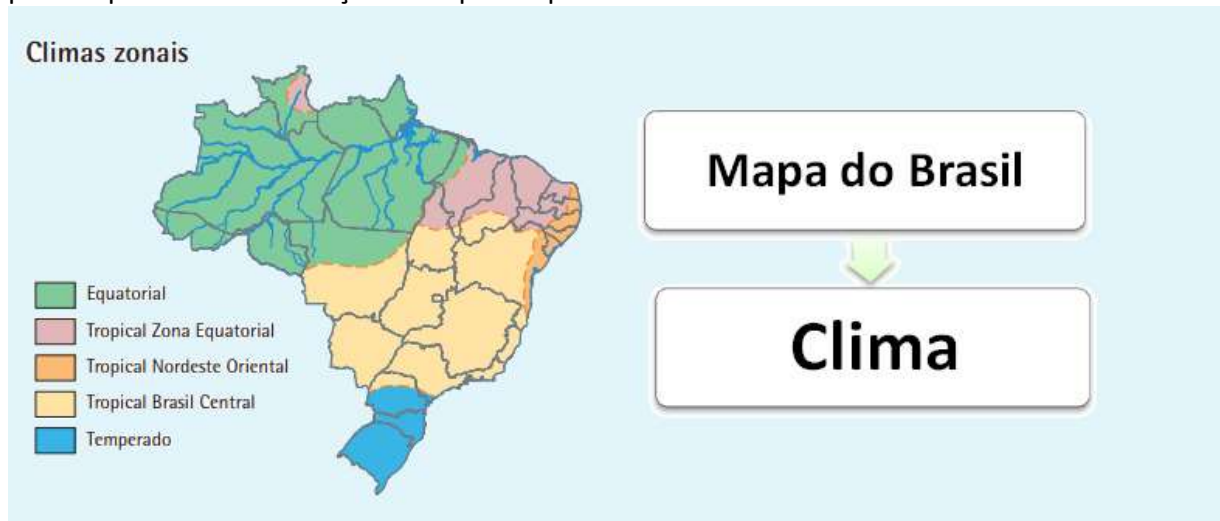 Climas zonais
Equatorial
Tropical Zona Equatorial
Tropical Nordeste Oriental
Tropical Brasil Central
Temperado
Mapa do Brasil
Clima